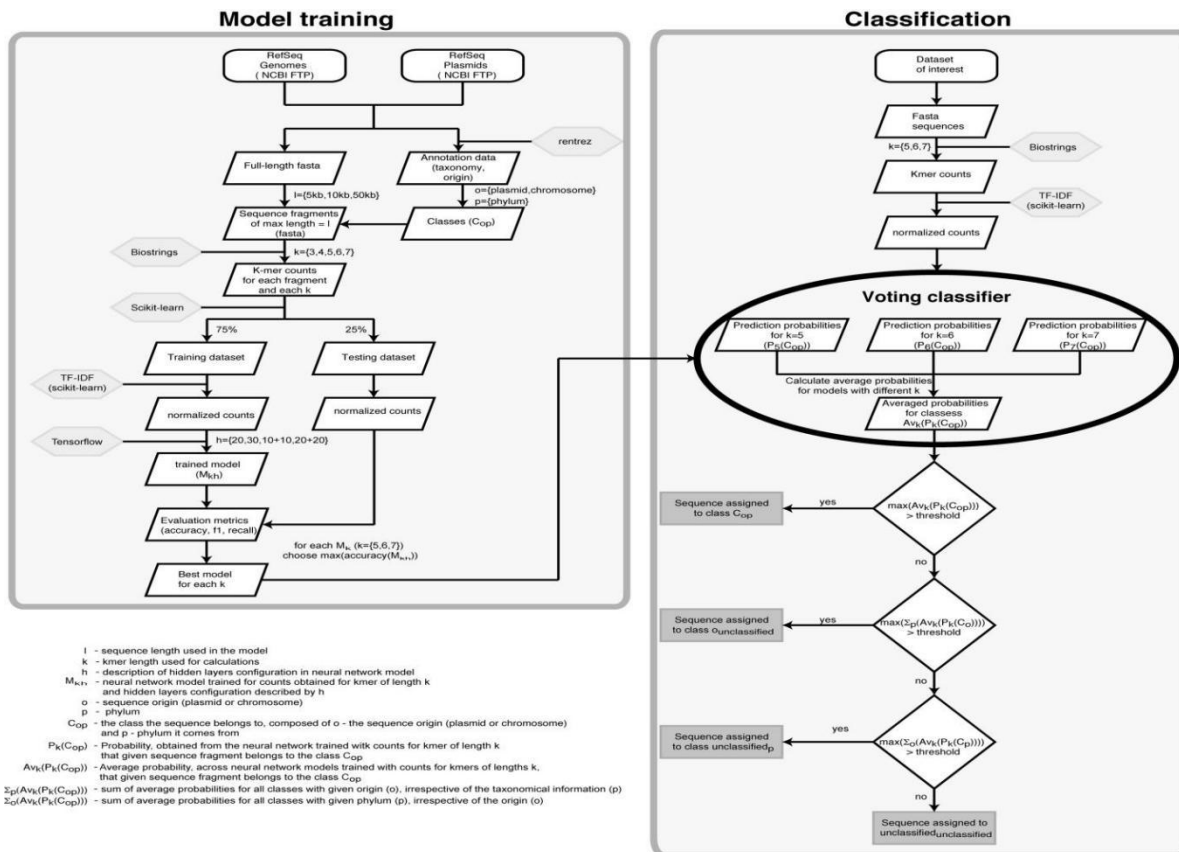 Model training
RefSeq
Genomes
( NCBI FTP)
RefSeq
Plasmids
( NCBI FTP)
rentrez
Full-length fasta
Annotation data
(taxonomy,
origin)
l={5kb,10kb,50kb}
o={plasmid,chromosome}
p={phylum}
Sequence fragments
of max length = l
(fasta)
Classes (Cop)
Biostrings
k={3,4,5,6,7}
K-mer counts
for each fragment
and each k
Scikit-learn
75%
25%
Training dataset
Testing dataset
TF-IDF
(scikit-learn)
normalized counts
normalized counts
Tensorflow
h={20,30,10+10,20+20}
trained model
(Mkh)
Evaluation metrics
(accuracy, f1, recall)
for each Mk (k={5,6,7})
choose max(accuracy(Mkh))
Best model
for each k
Classification
Dataset
of interest
Fasta
sequences
k={5,6,7}
Biostrings
Kmer counts
TF-IDF
(scikit-learn)
normalized counts
Voting classifier
Prediction probabilities
for k=5
(P5(Cop))
Prediction probabilities
for k=6
(P6(Cop))
Prediction probabilities
for k=7
(P7(Cop))
Calculate average probabilities
for models with different k
Averaged probabilities
for classess
Avk(Pk(Cop))
max(Avk(Pk(Cop)))
> threshold
yes
Sequence assigned
to class Cop
no
max(Σp(Avk(Pk(Co))))
> threshold
yes
Sequence assigned
to class ounclassified
no
max(Σo(Avk(Pk(Cp))))
> threshold
yes
Sequence assigned
to class unclassifiedp
no
Sequence assigned to
unclassifiedunclassified
l - sequence length used in the model
k - kmer length used for calculations
h - description of hidden layers configuration in neural network model
Mkh - neural network model trained for counts obtained for kmer of length k
and hidden layers configuration described by h
o - sequence origin (plasmid or chromosome)
p - phylum
Cop - the class the sequence belongs to, composed of o - the sequence origin (plasmid or chromosome)
and p - phylum it comes from
Pk(Cop) - Probability, obtained from the neural network trained witk counts for kmer of length k
that given sequence fragment belongs to the class Cop
Avk(Pk(Cop)) - Average probability, across neural network models trained with counts for kmers of lengths k,
that given sequence fragment belongs to the class Cop
Σp(Avk(Pk(Cop))) - sum of average probabilities for all classes with given origin (o), irrespective of the taxonomical information (p)
Σo(Avk(Pk(Cop))) - sum of average probabilities for all classes with given phylum (p), irrespective of the origin (o)